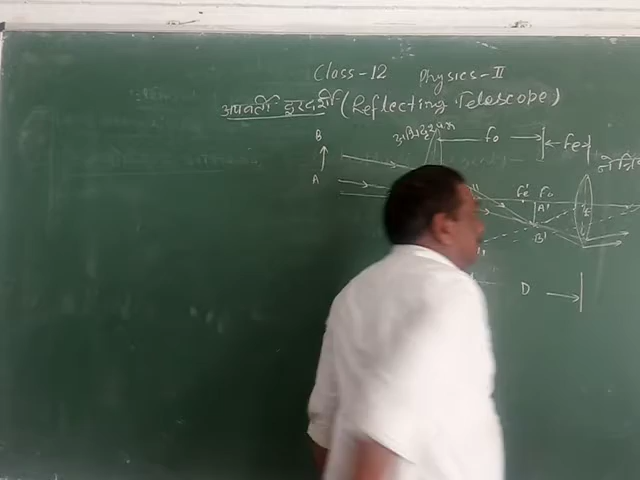 Class-12 Physics-II
अपवर्ती दूरदर्शी (Reflecting Telescope)
B
fo
fe
A
fe' fo
A'
B'
D